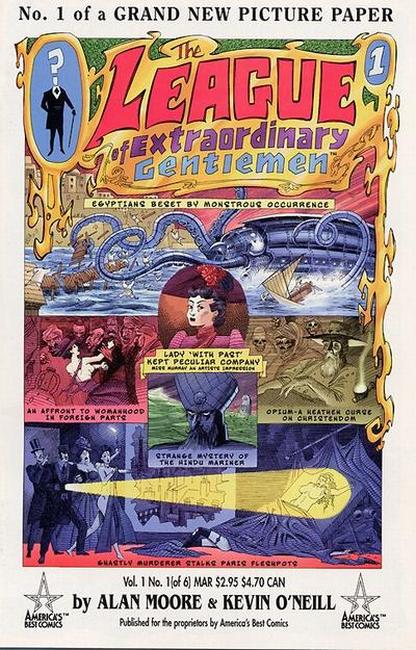 No. 1 of a GRAND NEW PICTURE PAPER
?
The
1
LEAGUE
of Extraordinary
Gentlemen™
EGYPTIANS BESET BY MONSTROUS OCCURRENCE
LADY 'WITH PAST'
KEPT PECULIAR COMPANY
MISS MURRAY AN ARTISTS IMPRESSION
AN AFFRONT TO WOMANHOOD
IN FOREIGN PARTS
OPIUM-A HEATHEN CURSE
ON CHRISTENDOM
STRANGE MYSTERY OF
THE HINDU MARINER
GHASTLY MURDERER STALKS PARIS FLESHPOTS
Vol. 1 No. 1(of 6) MAR $2.95 $4.70 CAN
by ALAN MOORE & KEVIN O'NEILL
Published for the proprietors by America's Best Comics
AMERICA'S™
BEST COMICS
AMERICA'S™
BEST COMICS